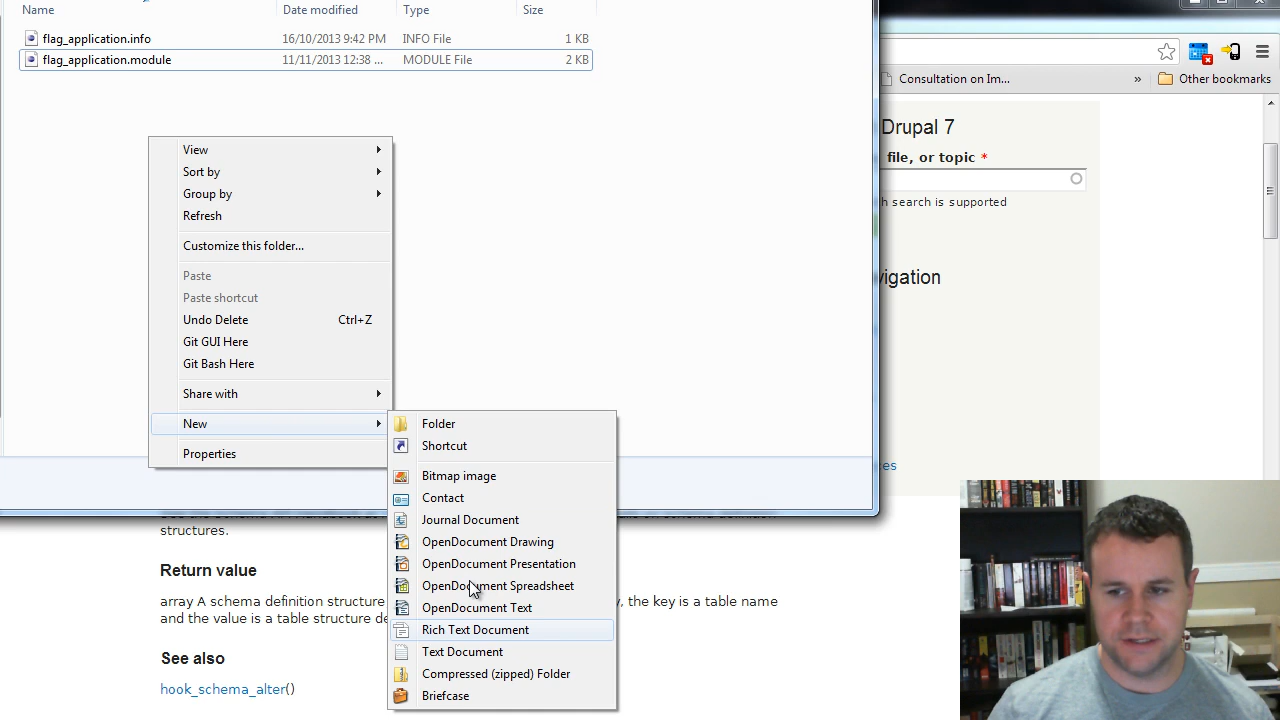 Name Date modified Type Size
flag_application.info 16/10/2013 9:42 PM INFO File 1 KB
flag_application.module 11/11/2013 12:38 ... MODULE File 2 KB
Consultation on Im...
»
Other bookmarks
Drupal 7
file, or topic *
h search is supported
vigation
View
Sort by
Group by
Refresh
Customize this folder...
Paste
Paste shortcut
Undo Delete Ctrl+Z
Git GUI Here
Git Bash Here
Share with
New
Properties
Folder
Shortcut
Bitmap image
Contact
Journal Document
OpenDocument Drawing
OpenDocument Presentation
OpenDocument Spreadsheet
OpenDocument Text
Rich Text Document
Text Document
Compressed (zipped) Folder
Briefcase
es
structures.
Return value
array A schema definition structure y, the key is a table name
and the value is a table structure de
See also
hook_schema_alter()